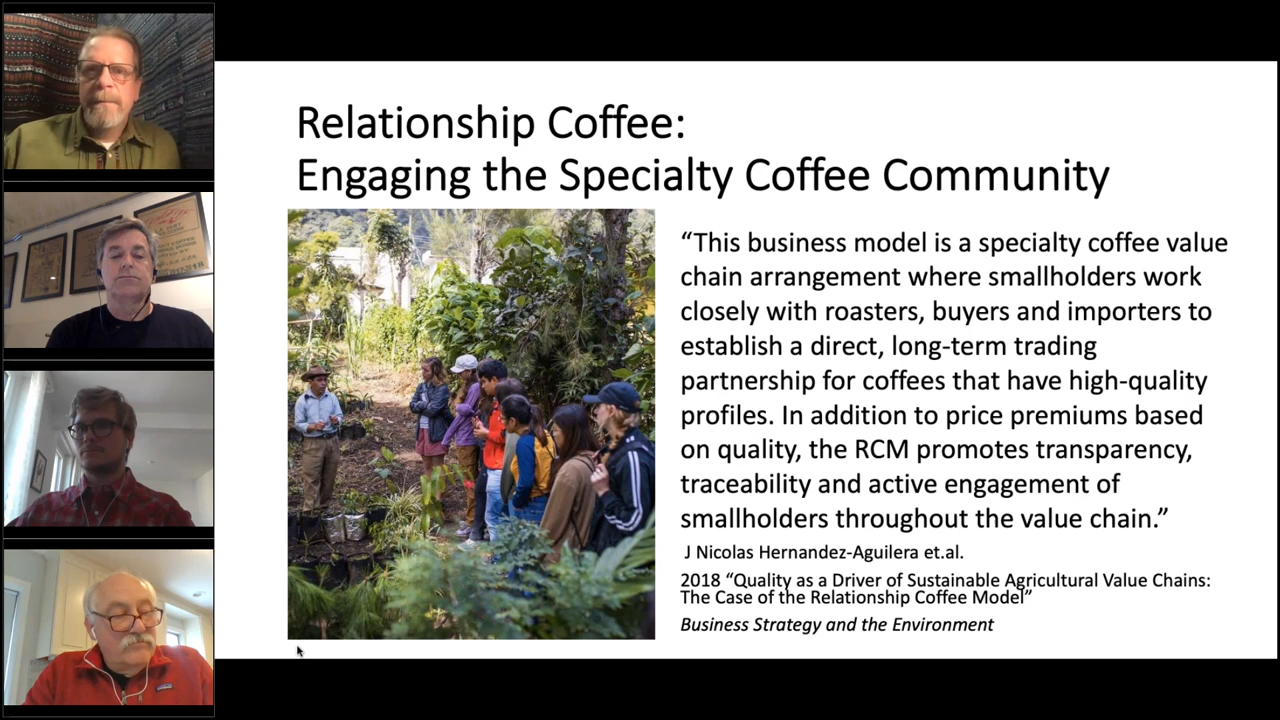 Relationship Coffee:
Engaging the Specialty Coffee Community
“This business model is a specialty coffee value
chain arrangement where smallholders work
closely with roasters, buyers and importers to
establish a direct, long-term trading
partnership for coffees that have high-quality
profiles. In addition to price premiums based
on quality, the RCM promotes transparency,
traceability and active engagement of
smallholders throughout the value chain.”
J Nicolas Hernandez-Aguilera et.al.
2018 “Quality as a Driver of Sustainable Agricultural Value Chains:
The Case of the Relationship Coffee Model”
Business Strategy and the Environment